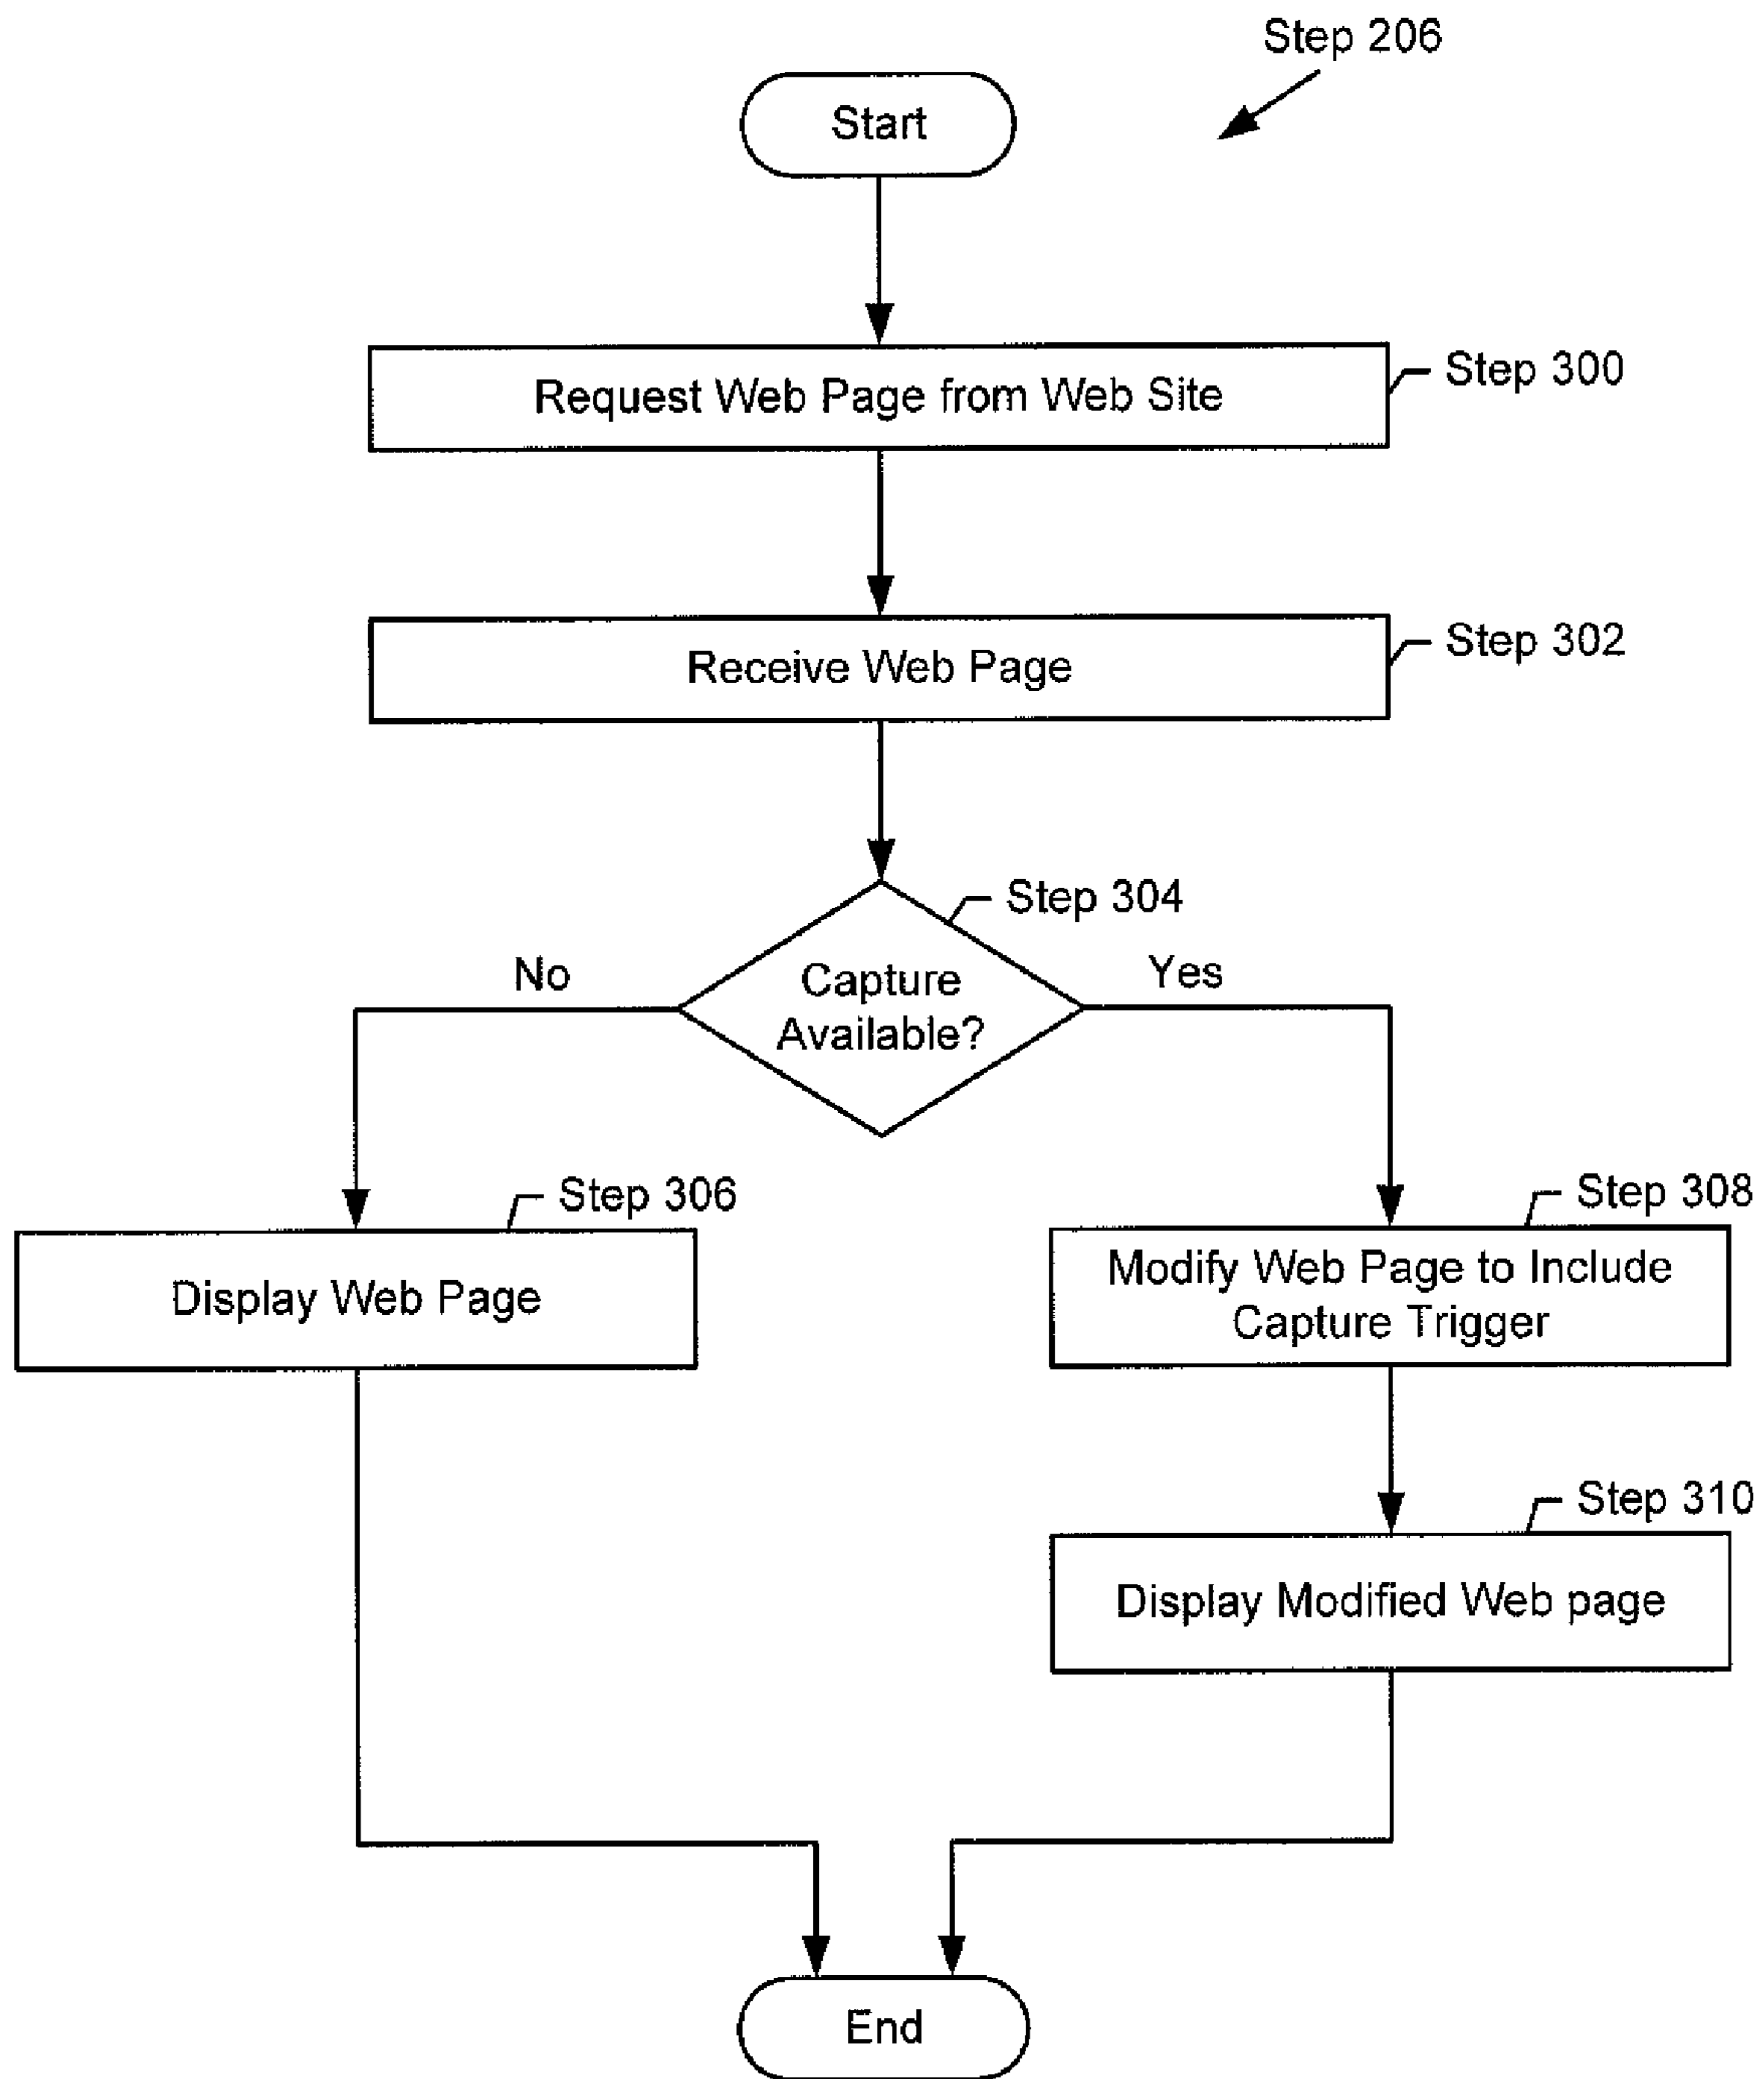 Step 206
Start
Request Web Page from Web Site
Step 300
Receive Web Page
Step 302
Step 304
Capture
Available?
No
Yes
Step 306
Display Web Page
Step 308
Modify Web Page to Include
Capture Trigger
Step 310
Display Modified Web page
End